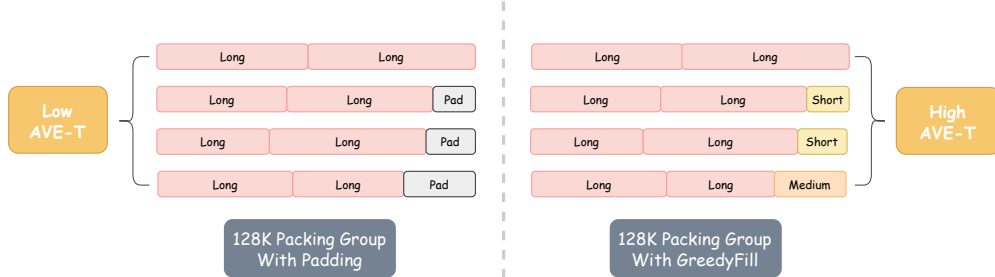 Low
AVE-T
Long Long
Long Long Pad
Long Long Pad
Long Long Pad
128K Packing Group
With Padding
Long Long
Long Long Short
Long Long Short
Long Long Medium
High
AVE-T
128K Packing Group
With GreedyFill